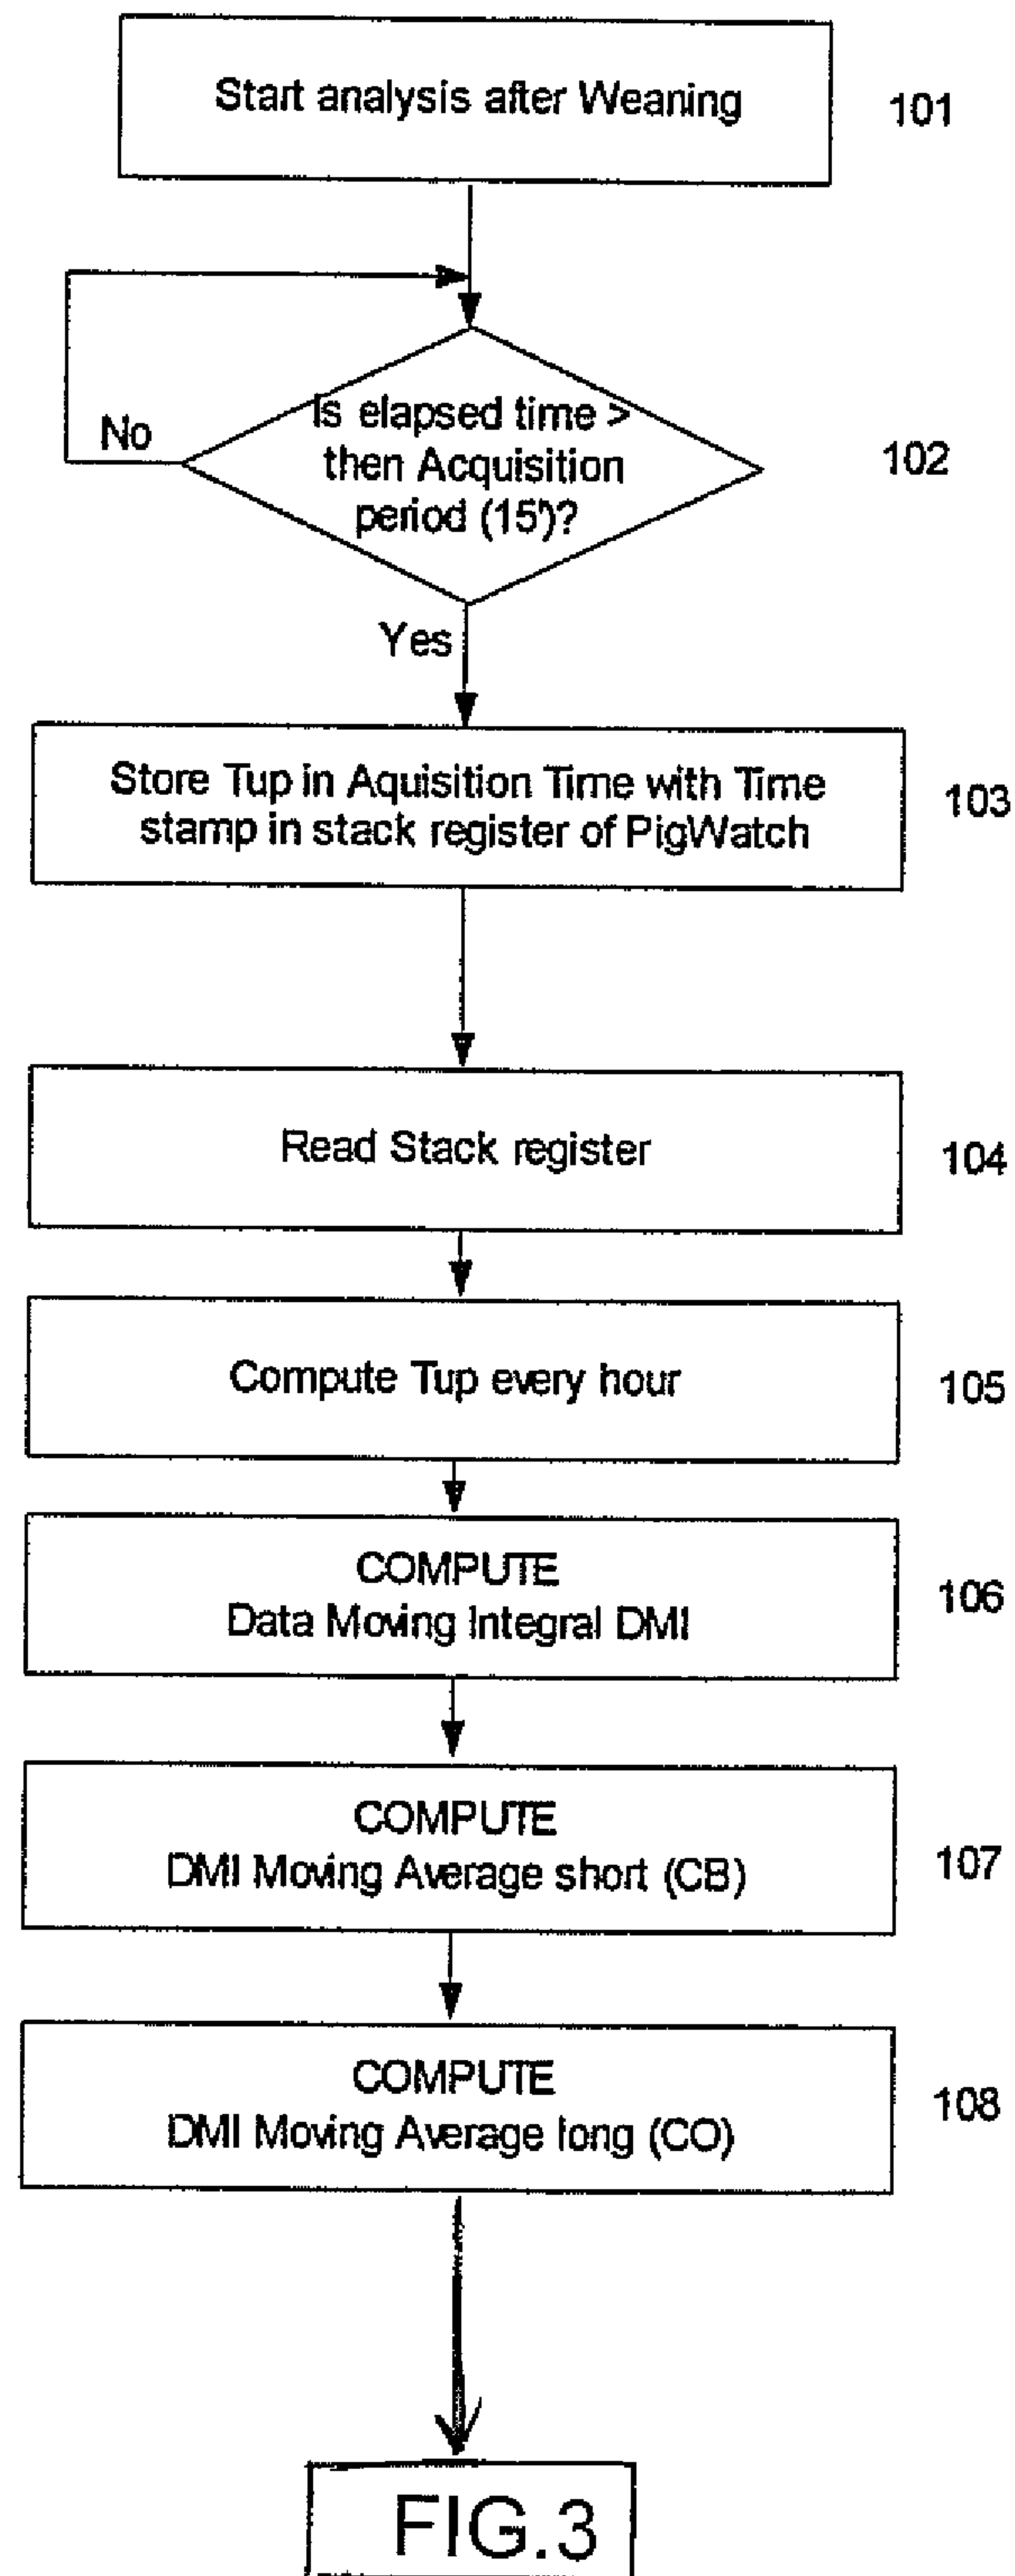 Start analysis after Weaning
101
Is elapsed time >
then Acquisition
period (15')?
102
No
Yes
Store Tup in Aquisition Time with Time
stamp in stack register of PigWatch
103
Read Stack register
104
Compute Tup every hour
105
COMPUTE
Data Moving Integral DMI
106
COMPUTE
DMI Moving Average short (CB)
107
COMPUTE
DMI Moving Average long (CO)
108
FIG.3